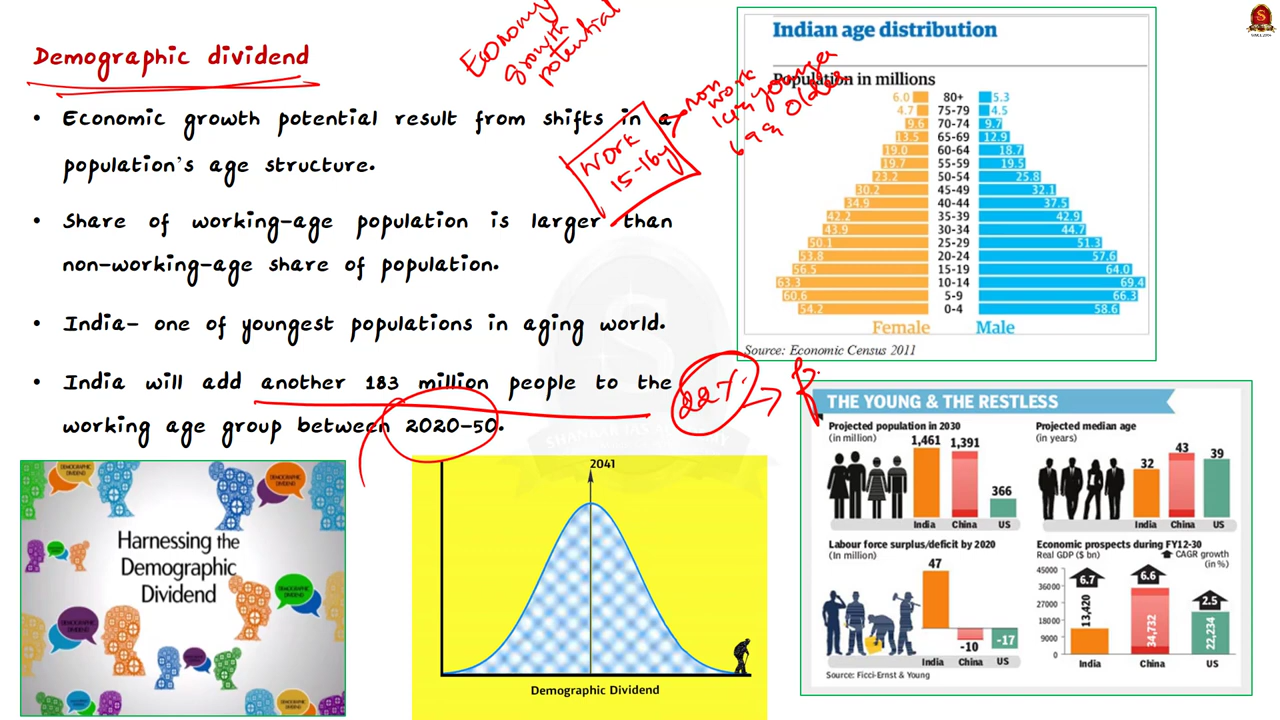 Demographic dividend
• Economic growth potential result from shifts in a
population's age structure.
• Share of working-age population is larger than
non-working-age share of population.
• India- one of youngest populations in aging world.
• India will add another 183 million people to the
working age group between 2020-50.
Economy
growth
potential
Work
15-16y
non
work
14y younger
older
22%
Indian age distribution
Population in millions
6.0 80+ 5.3
4.7 75-79 4.5
9.6 70-74 9.7
13.5 65-69 12.9
19.0 60-64 18.7
19.7 55-59 19.5
23.2 50-54 25.8
30.2 45-49 32.1
34.9 40-44 37.5
42.2 35-39 42.9
43.9 30-34 44.7
50.1 25-29 51.3
53.8 20-24 57.6
56.5 15-19 64.0
63.3 10-14 69.4
60.6 5-9 66.3
54.2 0-4 58.6
Female Male
Source: Economic Census 2011
DEMOGRAPHIC DIVIDEND
Harnessing the
Demographic
Dividend
2041
Demographic Dividend
THE YOUNG & THE RESTLESS
Projected population in 2030
(in million)
1,461 1,391 366
India China US
Projected median age
(in years)
32 43 39
India China US
Labour force surplus/deficit by 2020
(In million)
47 -10 -17
India China US
Economic prospects during FY12-30
Real GDP ($ bn) CAGR growth
(in %)
45000
36000
27000
18000
9000
0
6.7 6.6 2.5
13,420 34,732 22,234
India China US
Source: Ficci-Ernst & Young